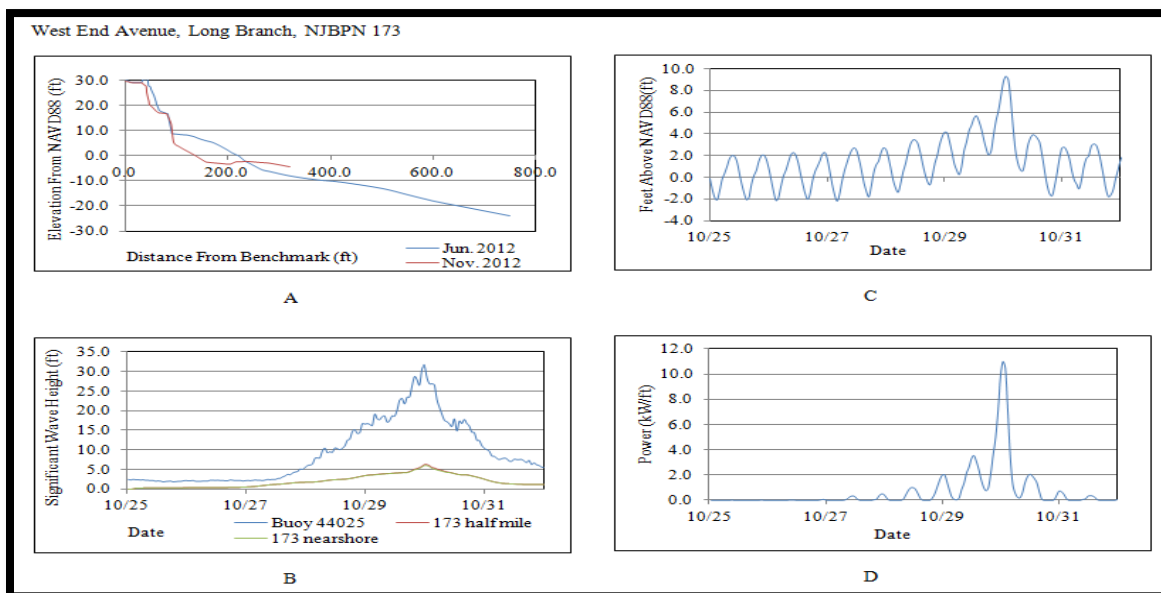 West End Avenue, Long Branch, NJBPN 173
Elevation From NAVD88 (ft)
30.0
20.0
10.0
0.0
-10.0
-20.0
-30.0
0.0 200.0 400.0 600.0 800.0
Distance From Benchmark (ft)
Jun. 2012
Nov. 2012
A
Feet Above NAVD88(ft)
10.0
8.0
6.0
4.0
2.0
0.0
-2.0
-4.0
10/25 10/27 10/29 10/31
Date
C
Significant Wave Height (ft)
35.0
30.0
25.0
20.0
15.0
10.0
5.0
0.0
10/25 10/27 10/29 10/31
Date
Buoy 44025 173 half mile
173 nearshore
B
Power (kW/ft)
12.0
10.0
8.0
6.0
4.0
2.0
0.0
10/25 10/27 10/29 10/31
Date
D